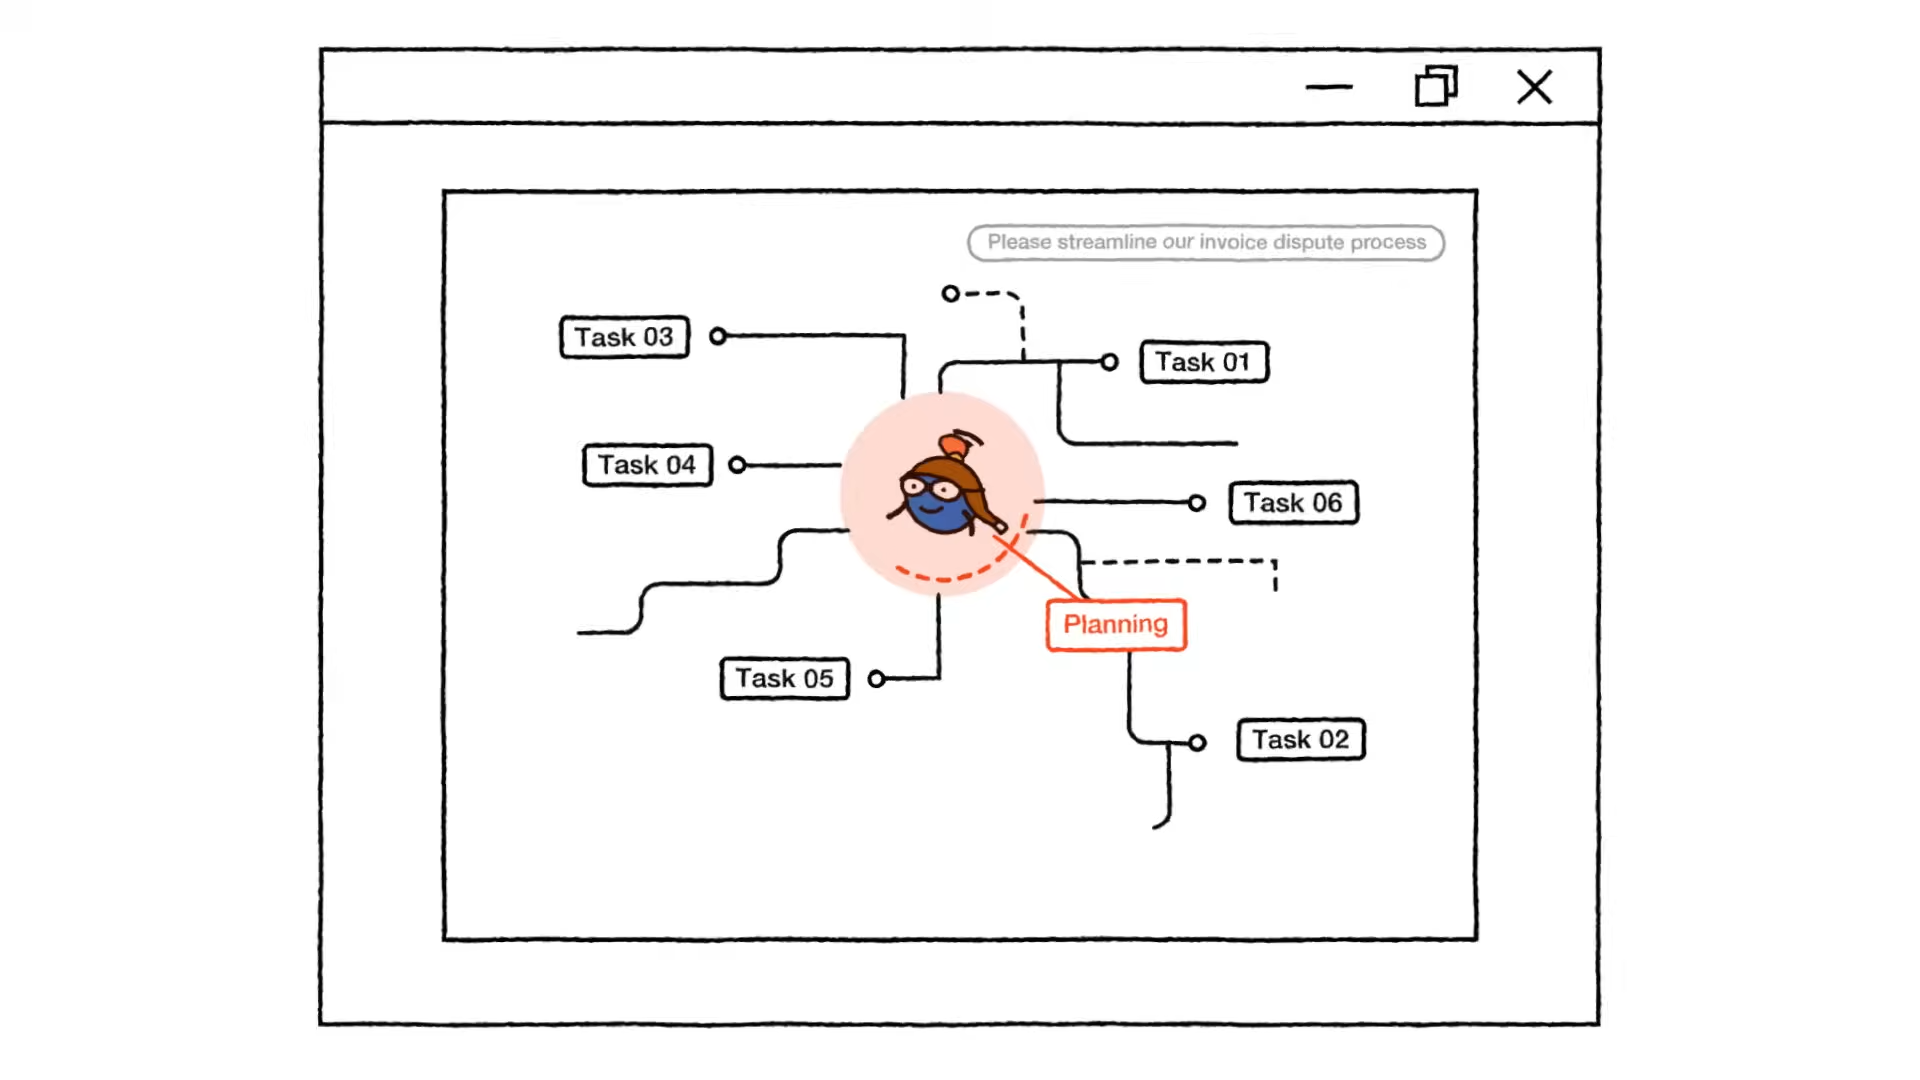 Please streamline our invoice dispute process
Task 03
Task 01
Task 04
Task 06
Planning
Task 05
Task 02